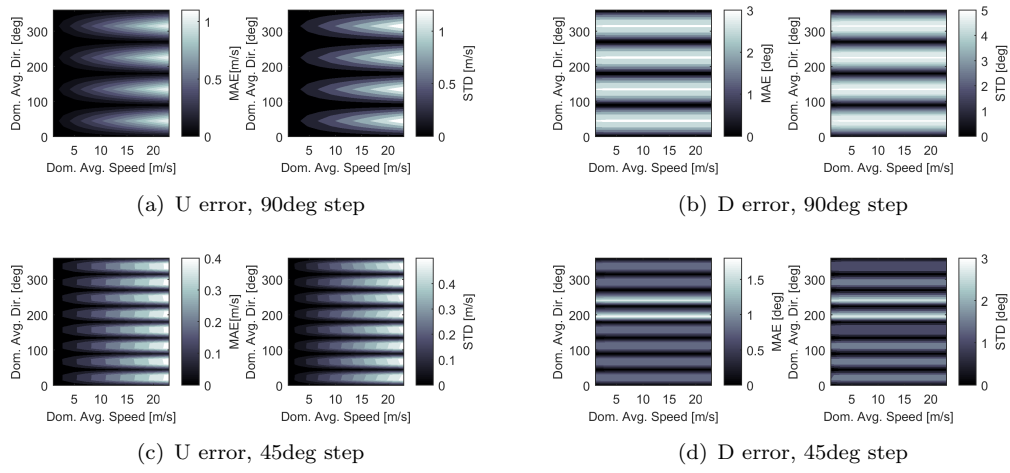 Dom. Avg. Dir. [deg]
300
200
100
0
5 10 15 20
Dom. Avg. Speed [m/s]
1
0.5
0
MAE[m/s]
Dom. Avg. Dir. [deg]
300
200
100
0
5 10 15 20
Dom. Avg. Speed [m/s]
1
0.5
0
STD [m/s]
(a) U error, 90deg step
Dom. Avg. Dir. [deg]
300
200
100
0
5 10 15 20
Dom. Avg. Speed [m/s]
3
2
1
0
MAE [deg]
Dom. Avg. Dir. [deg]
300
200
100
0
5 10 15 20
Dom. Avg. Speed [m/s]
5
4
3
2
1
0
STD [deg]
(b) D error, 90deg step
Dom. Avg. Dir. [deg]
300
200
100
0
5 10 15 20
Dom. Avg. Speed [m/s]
0.4
0.3
0.2
0.1
0
MAE[m/s]
Dom. Avg. Dir. [deg]
300
200
100
0
5 10 15 20
Dom. Avg. Speed [m/s]
0.4
0.3
0.2
0.1
0
STD [m/s]
(c) U error, 45deg step
Dom. Avg. Dir. [deg]
300
200
100
0
5 10 15 20
Dom. Avg. Speed [m/s]
1.5
1
0.5
0
MAE [deg]
Dom. Avg. Dir. [deg]
300
200
100
0
5 10 15 20
Dom. Avg. Speed [m/s]
3
2
1
0
STD [deg]
(d) D error, 45deg step